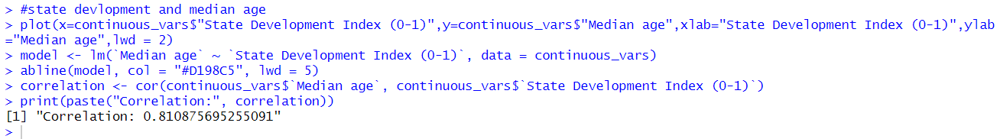 > #state devlopment and median age
> plot(x=continuous_vars$"State Development Index (0-1)",y=continuous_vars$"Median age",xlab="State Development Index (0-1)",ylab
="Median age",lwd = 2)
> model <- lm(`Median age` ~ `State Development Index (0-1)`, data = continuous_vars)
> abline(model, col = "#D198C5", lwd = 5)
> correlation <- cor(continuous_vars$`Median age`, continuous_vars$`State Development Index (0-1)`)
> print(paste("Correlation:", correlation))
[1] "Correlation: 0.810875695255091"
>